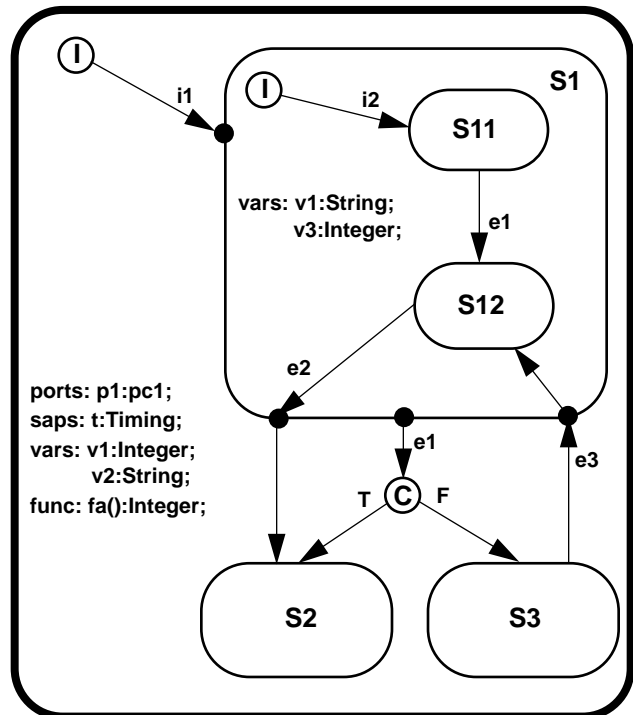 I
i1
I
i2
S1
S11
vars: v1:String;
v3:Integer;
e1
S12
e2
ports: p1:pc1;
saps: t:Timing;
vars: v1:Integer;
v2:String;
func: fa():Integer;
e1
e3
T
C
F
S2
S3